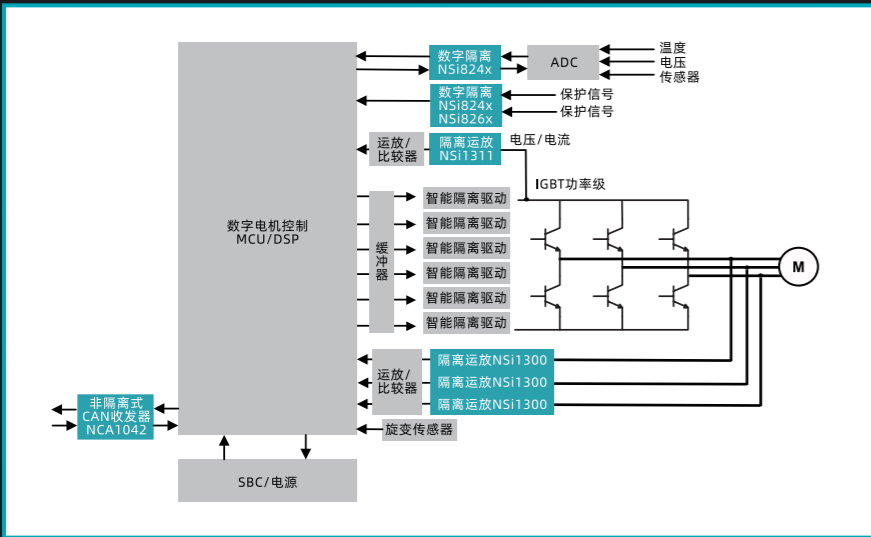 数字隔离
NSi824x
ADC
温度
电压
传感器
数字隔离
NSi824x
NSi826x
保护信号
保护信号
运放/
比较器
隔离运放
NSi1311
电压/电流
IGBT功率级
数字电机控制
MCU/DSP
缓冲器
智能隔离驱动
智能隔离驱动
智能隔离驱动
智能隔离驱动
智能隔离驱动
智能隔离驱动
M
运放/
比较器
隔离运放NSi1300
隔离运放NSi1300
隔离运放NSi1300
非隔离式
CAN收发器
NCA1042
旋变传感器
SBC/电源